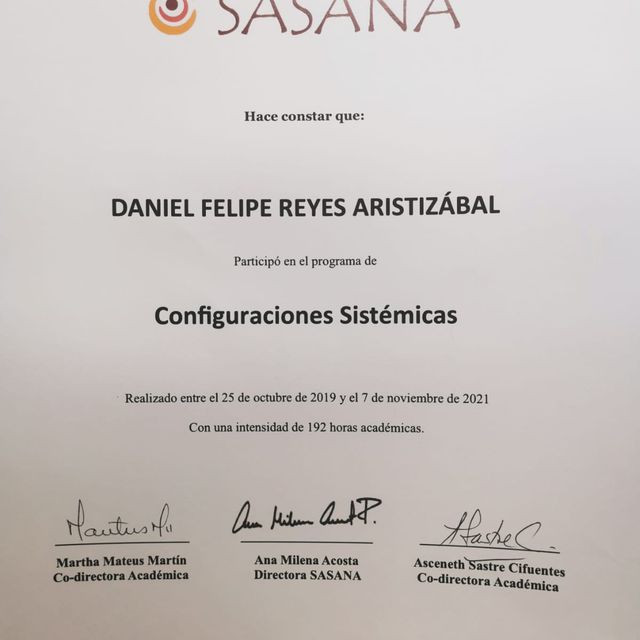 SASANA
Hace constar que:
DANIEL FELIPE REYES ARISTIZÁBAL
Participó en el programa de
Configuraciones Sistémicas
Realizado entre el 25 de octubre de 2019 y el 7 de noviembre de 2021
Con una intensidad de 192 horas académicas.
Martha Mateus Martín
Co-directora Académica
Ana Milena Acosta
Directora SASANA
Asceneth Sastre Cifuentes
Co-directora Académica